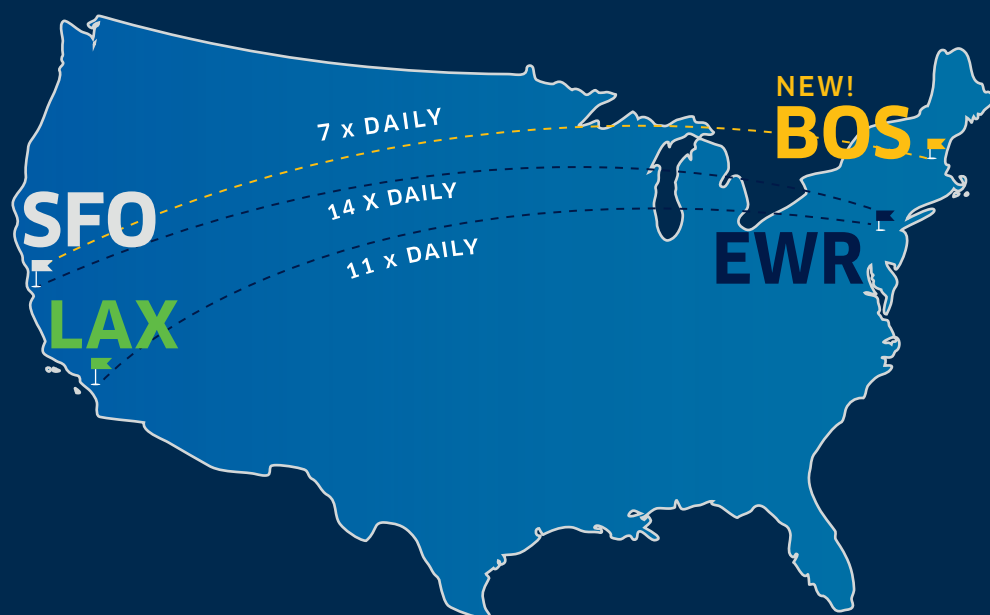 NEW!
BOS
7 x DAILY
14 X DAILY
SFO
11 x DAILY
EWR
LAX